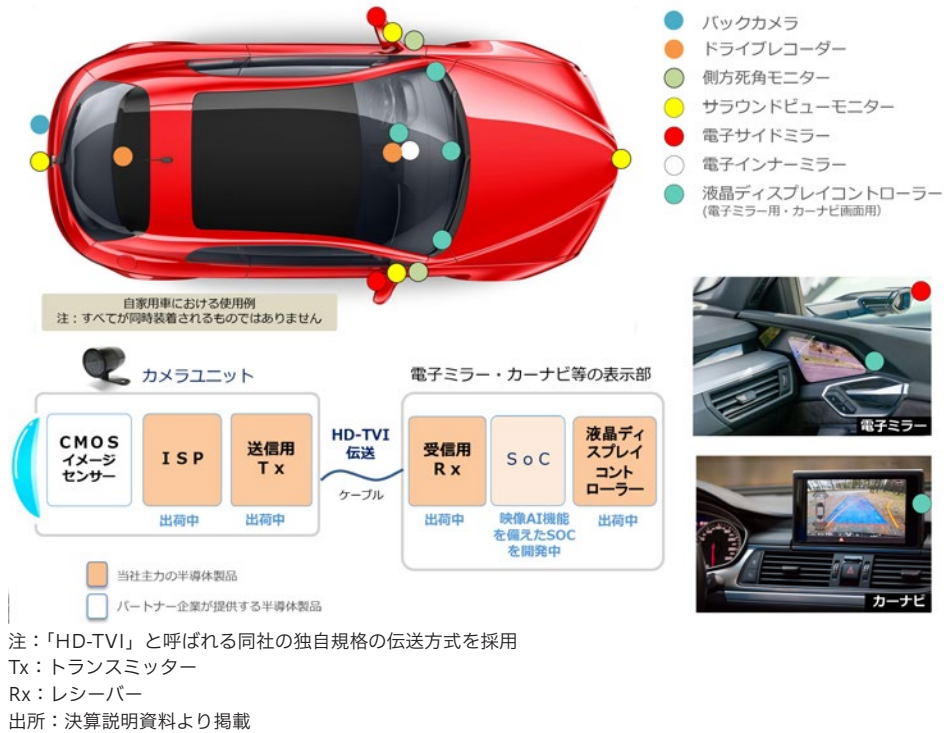 バックカメラ
ドライブレコーダー
側方死角モニター
サラウンドビューモニター
電子サイドミラー
電子インナーミラー
液晶ディスプレイコントローラー
(電子ミラー用・カーナビ画面用)
自家用車における使用例
注：すべてが同時装着されるものではありません
電子ミラー
カーナビ
カメラユニット
電子ミラー・カーナビ等の表示部
CMOS
イメージ
センサー
ISP
出荷中
送信用
Tx
出荷中
HD-TVI
伝送
ケーブル
受信用
Rx
出荷中
SoC
映像AI機能
を備えたSOC
を開発中
液晶ディ
スプレイ
コント
ローラー
出荷中
当社主力の半導体製品
パートナー企業が提供する半導体製品
注：「HD-TVI」と呼ばれる同社の独自規格の伝送方式を採用
Tx：トランスミッター
Rx：レシーバー
出所：決算説明資料より掲載